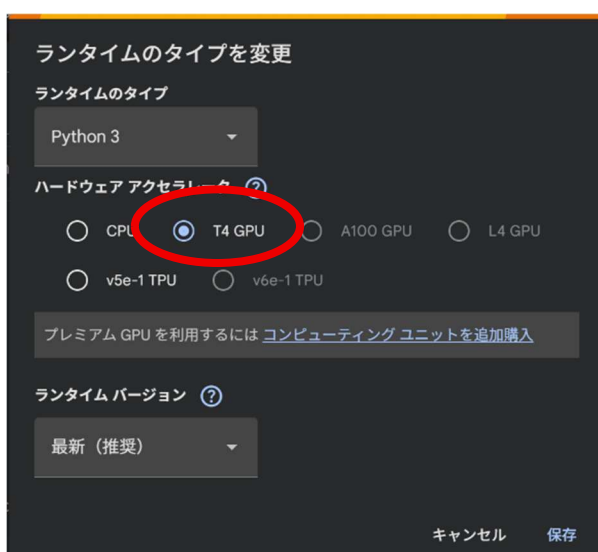 ランタイムのタイプを変更
ランタイムのタイプ
Python 3
ハードウェア アクセラレータ
CPU T4 GPU A100 GPU L4 GPU
v5e-1 TPU v6e-1 TPU
プレミアム GPU を利用するには コンピューティング ユニットを追加購入
ランタイム バージョン
最新（推奨）
キャンセル 保存